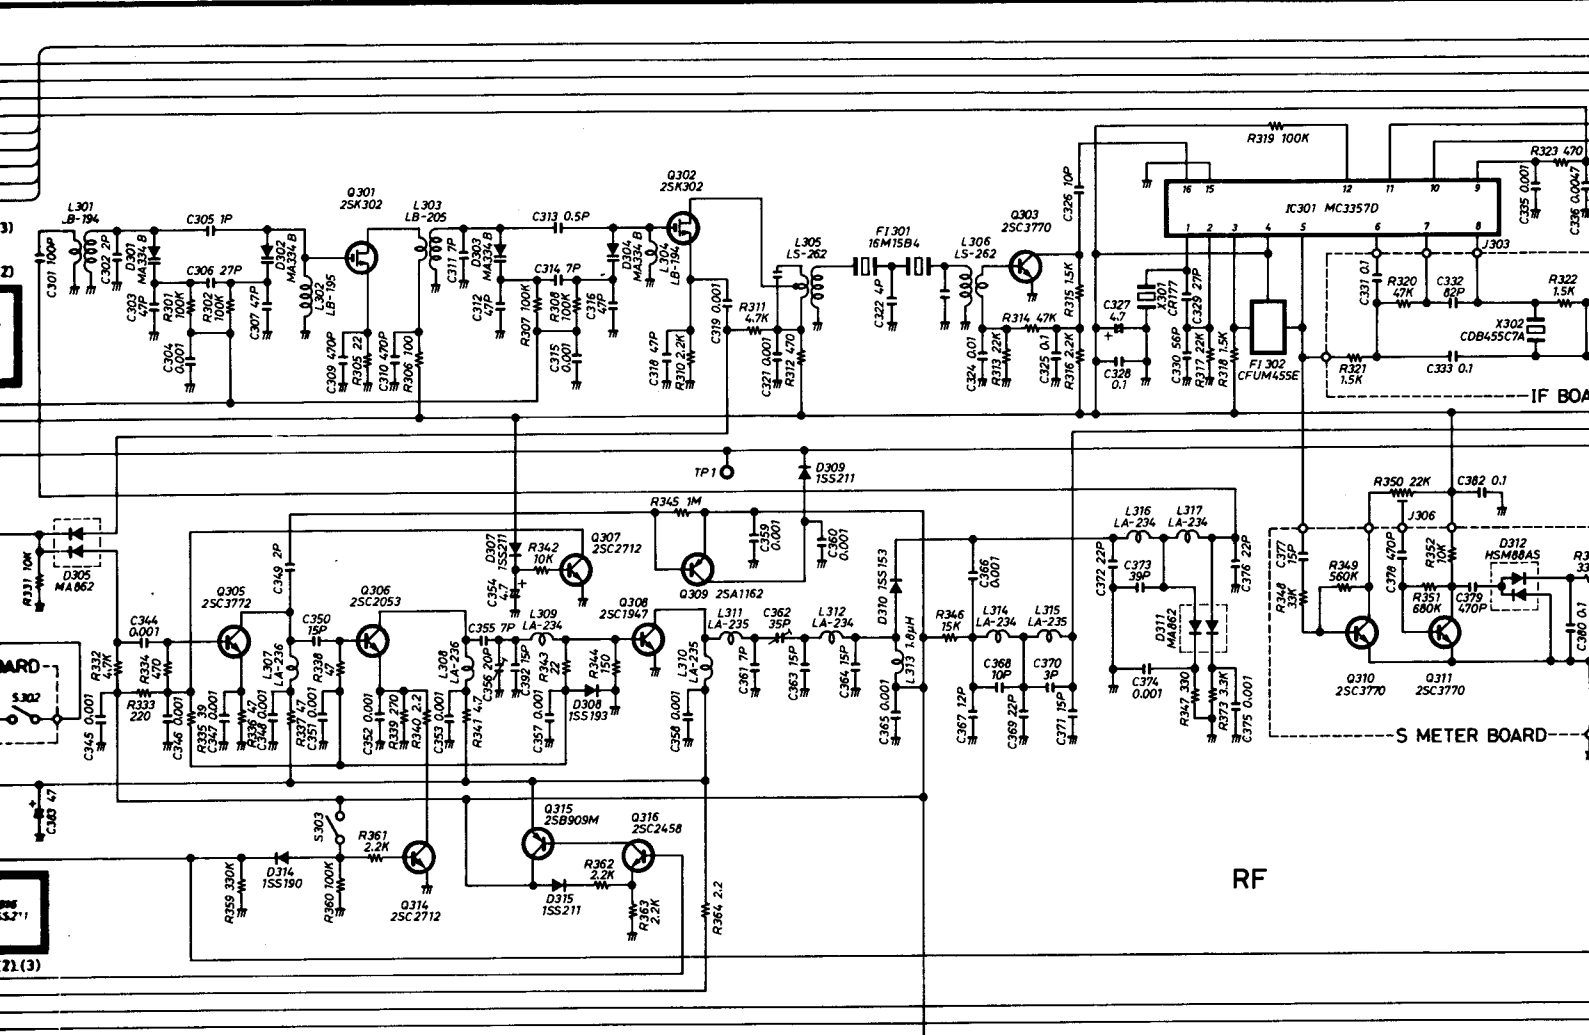 3)
2)
L301
LB-194
C301 100P
C302 2P
D301
MA334B
C303
47P
C304
0.001
R301
100K
R302
100K
C305 1P
C306 27P
C307 47P
D302
MA334B
L302
LB-195
Q301
2SK302
C309 470P
R305 22
C310 470P
R306 100
L303
LB-205
C311 7P
D303
MA334B
C312
47P
C313 0.5P
C314 7P
R307 100K
R308
100K
C315
0.001
C316
47P
D304
MA334B
L304
LB-194
Q302
2SK302
C318 47P
R310 2.2K
C319 0.001
R311
4.7K
C321 0.001
R312 470
L305
LS-262
FI301
16M15B4
C322 4P
L306
LS-262
Q303
2SC3770
C324 0.01
R313 22K
R314 47K
C325 0.1
R315 1.5K
R316 2.2K
C326 10P
R319 100K
C327
4.7
+
C328
0.1
X301
CR177
C329 27P
C330 56P
R317 22K
R318 1.5K
16
15
12
11
10
9
IC301 MC3357D
1
2
3
4
5
6
7
8
FI302
CFUM455E
R323 470
C335 0.001
C336 0.0047
J303
C331 0.1
R320
47K
C332
82P
R322
1.5K
X302
CDB455C7A
R321
1.5K
C333 0.1
IF BOA
TP1
D309
1SS211
R331 10K
D305
MA862
R332
4.7K
C344
0.001
R334
470
R333
220
C345 0.001
C346 0.001
R335 39
C347 0.001
R336 47
C348 0.001
R337 47
C351 0.001
Q305
2SC3772
C349 2P
L307
LA-236
C350
15P
R338
47
Q306
2SC2053
C352 0.001
R339 270
R340 2.2
C353 0.001
L308
LA-236
R341 4.7
C355 7P
C356 20P
C392 15P
D307
1SS211
C354
4.7
+
R342
10K
Q307
2SC2712
L309
LA-234
R343
22
C357 0.001
D308
1SS193
R344
150
Q308
2SC1947
C358 0.001
L310
LA-235
R345 1M
Q309 2SA1162
C359
0.001
C360
0.001
L311
LA-235
C361 7P
C362
35P
C363 15P
L312
LA-234
C364 15P
D310 1SS153
L313 1.8μH
C365 0.001
R346
15K
C366
0.001
C367 12P
L314
LA-234
C368
10P
C369 22P
L315
LA-235
C370
3P
C371 15P
L316
LA-234
L317
LA-234
C372 22P
C373
39P
C374
0.001
D311
MA862
R347 330
R373 3.3K
C375 0.001
C376 22P
C377
15P
R348
33K
R349
560K
R350 22K
J306
C382 0.1
C378 470P
R352
10K
R351
680K
C379
470P
D312
HSM88AS
C380 0.1
Q310
2SC3770
Q311
2SC3770
S METER BOARD
OARD
S302
+
C383 47
R359 330K
D314
1SS190
S303
R360 100K
R361
2.2K
Q314
2SC2712
Q315
2SB909M
Q316
2SC2458
D315
1SS211
R362
2.2K
R363
2.2K
R364 2.2
RF
(2),(3)